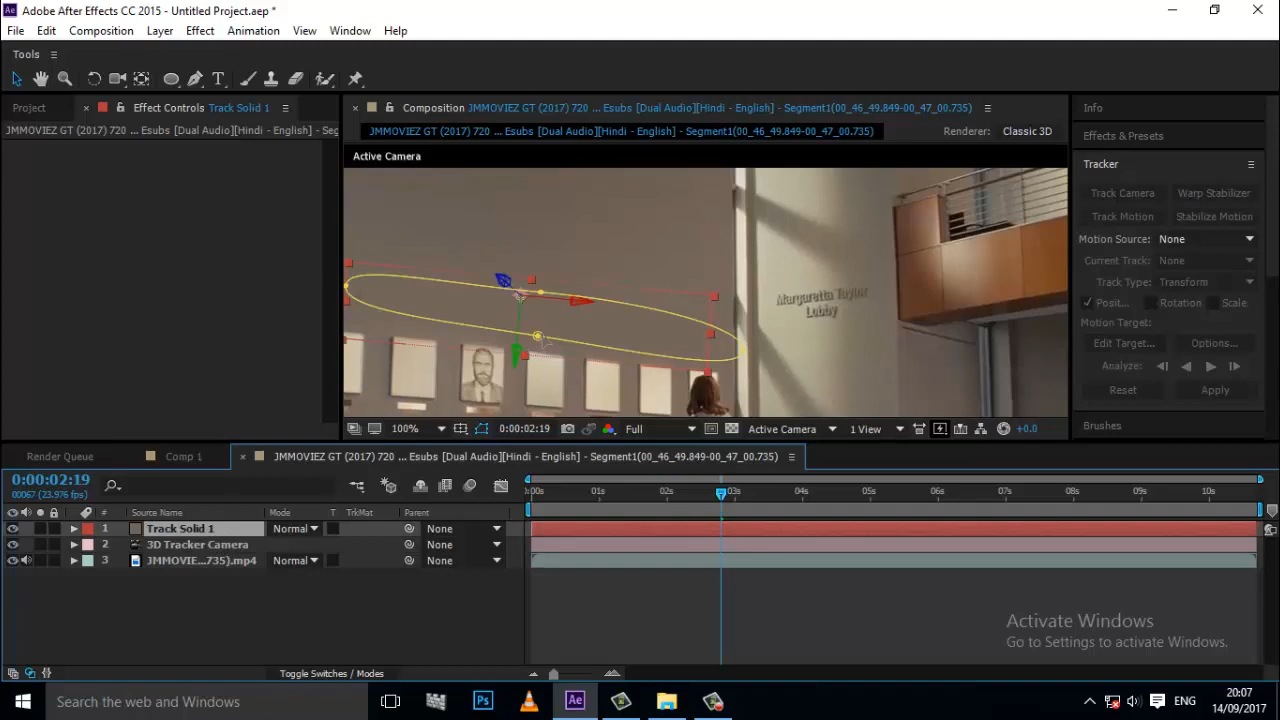 Adobe After Effects CC 2015 - Untitled Project.aep *
File Edit Composition Layer Effect Animation View Window Help
Tools
Project Effect Controls Track Solid 1
JMMOVIEZ GT (2017) 720 ... Esubs [Dual Audio][Hindi - English] - Seg
Composition JMMOVIEZ GT (2017) 720 ... Esubs [Dual Audio][Hindi - English] - Segment1(00_46_49.849-00_47_00.735)
JMMOVIEZ GT (2017) 720 ... Esubs [Dual Audio][Hindi - English] - Segment1(00_46_49.849-00_47_00.735)
Renderer: Classic 3D
Active Camera
Margaretta Taylor
Lobby
100% 0:00:02:19 Full Active Camera 1 View +0.0
Info
Effects & Presets
Tracker
Track Camera Warp Stabilizer
Track Motion Stabilize Motion
Motion Source: None
Current Track: None
Track Type: Transform
Posit... Rotation Scale
Motion Target:
Edit Target... Options...
Analyze:
Reset Apply
Brushes
Render Queue Comp 1 JMMOVIEZ GT (2017) 720 ... Esubs [Dual Audio][Hindi - English] - Segment1(00_46_49.849-00_47_00.735)
0:00:02:19
00067 (23.976 fps)
:00s 01s 02s 03s 04s 05s 06s 07s 08s 09s 10s
# Source Name Mode T TrkMat Parent
1 Track Solid 1 Normal None
2 3D Tracker Camera None
3 JMMOVIE...735).mp4 Normal None
Activate Windows
Go to Settings to activate Windows.
Toggle Switches / Modes
Search the web and Windows
Ps
Ae
ENG
20:07
14/09/2017